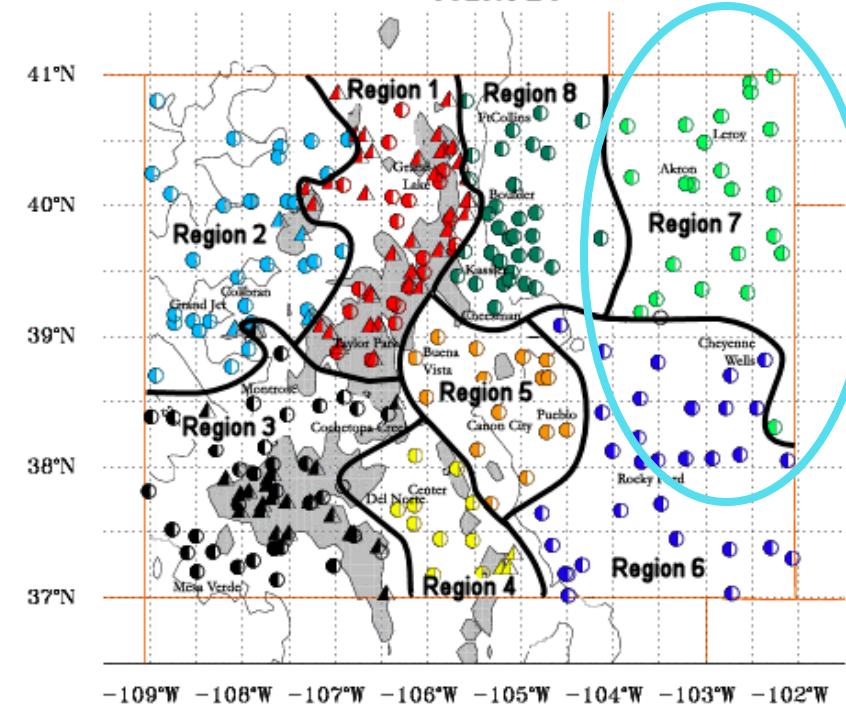 41°N
Region 1
Region 8
FtCollins
Leroy
Grand
Lake
Akron
Boulder
40°N
Region 7
Region 2
Kassler
Collbran
Grand Jct
Cheesman
39°N
Taylor Park
Buena
Vista
Cheyenne
Wells
Montrose
Region 5
Region 3
Cochetopa Creek
Canon City
Pueblo
38°N
Rocky Ford
Center
Del Norte
Mesa Verde
Region 4
Region 6
37°N
-109°W -108°W -107°W -106°W -105°W -104°W -103°W -102°W